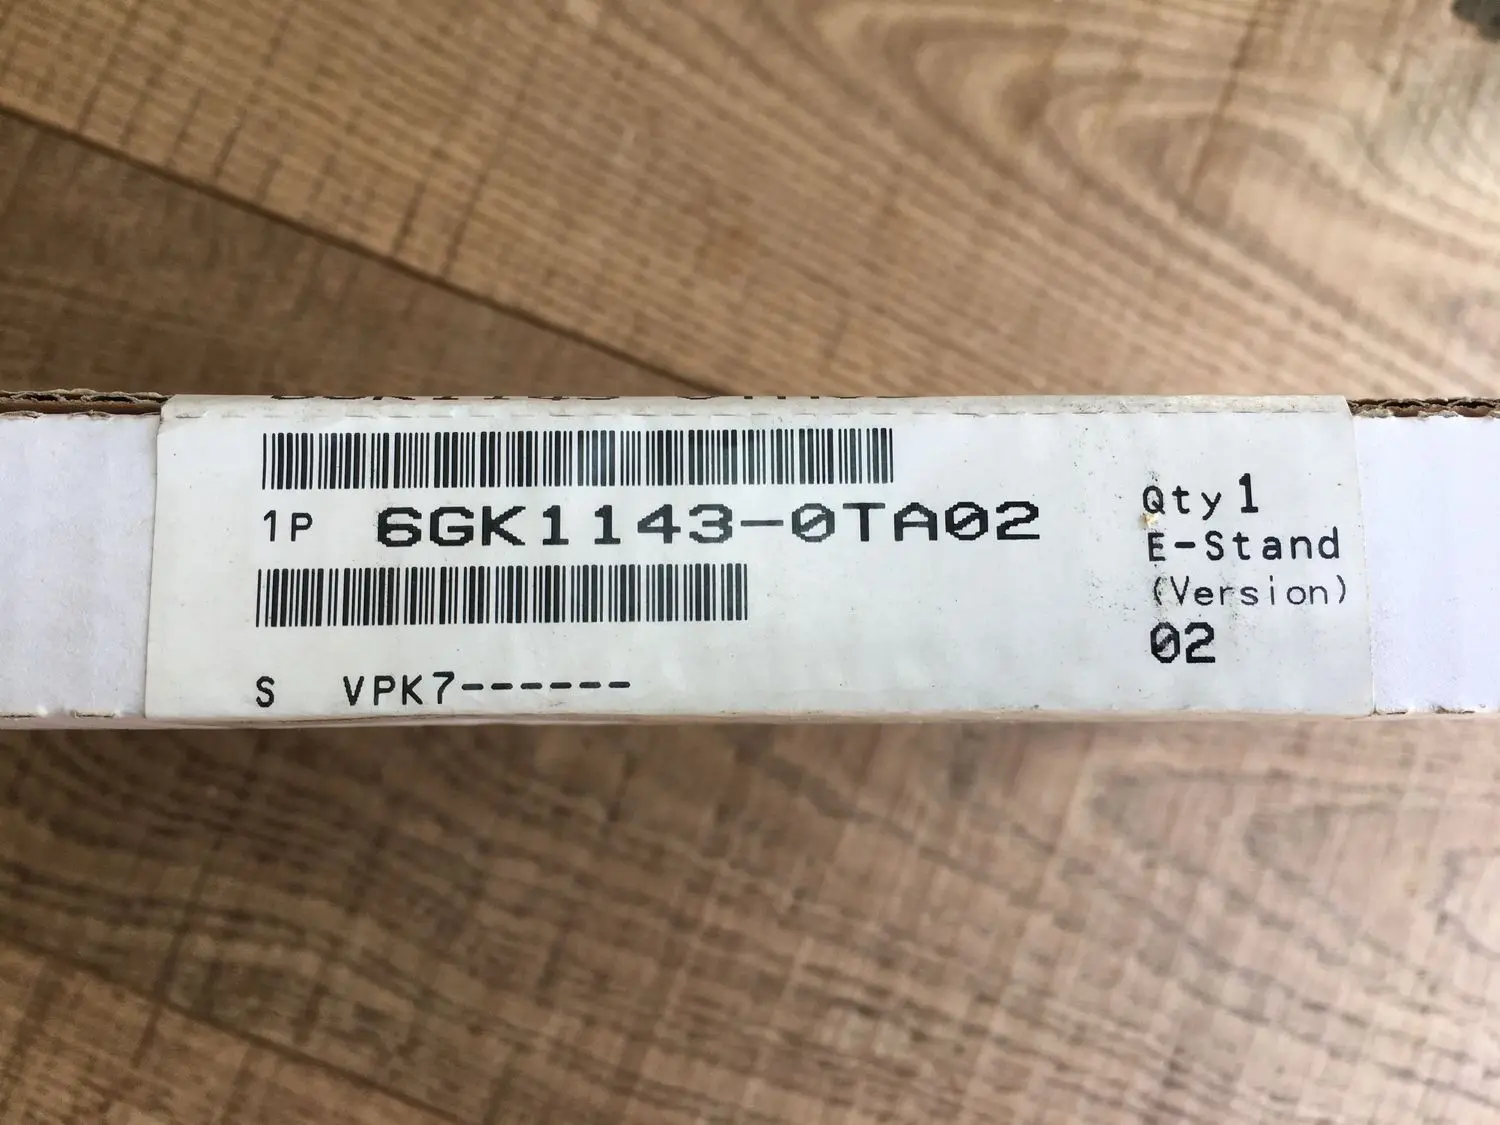 1P 6GK1143-0TA02
S VPK7------
Qty 1
E-Stand
(Version)
02